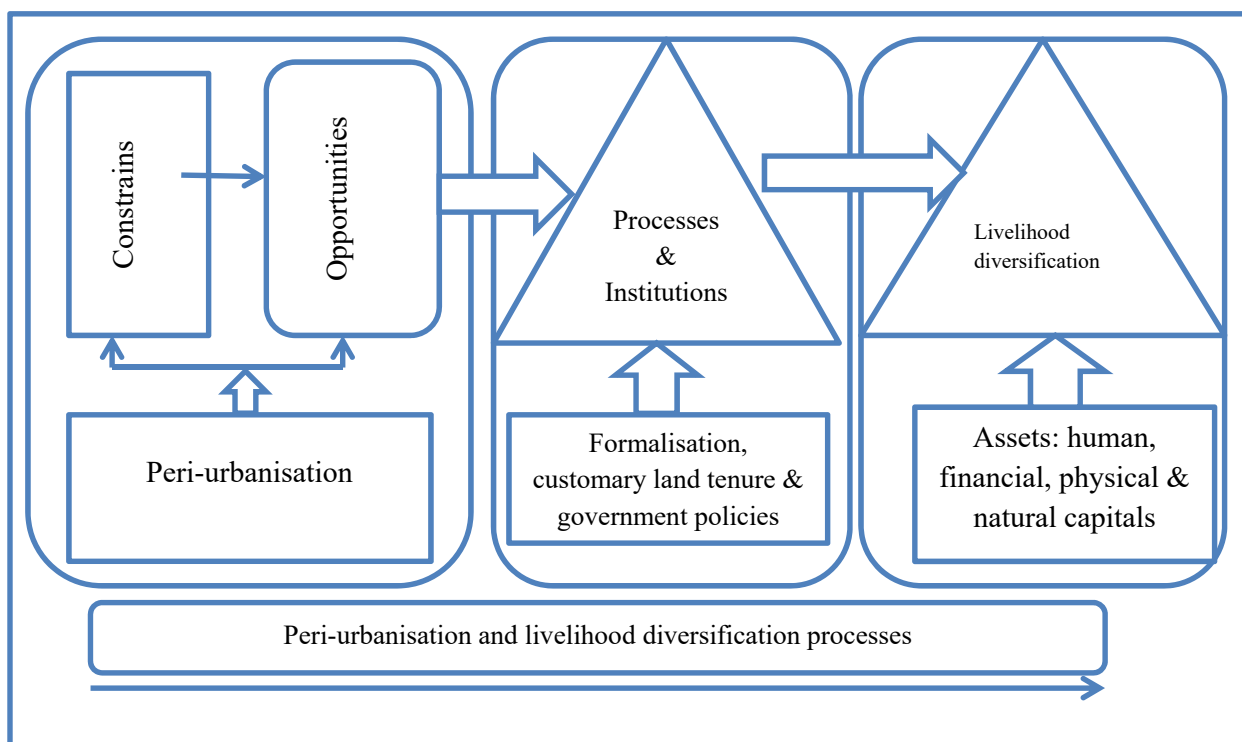 Constrains
Opportunities
Peri-urbanisation
Processes
&
Institutions
Formalisation,
customary land tenure &
government policies
Livelihood
diversification
Assets: human,
financial, physical &
natural capitals
Peri-urbanisation and livelihood diversification processes